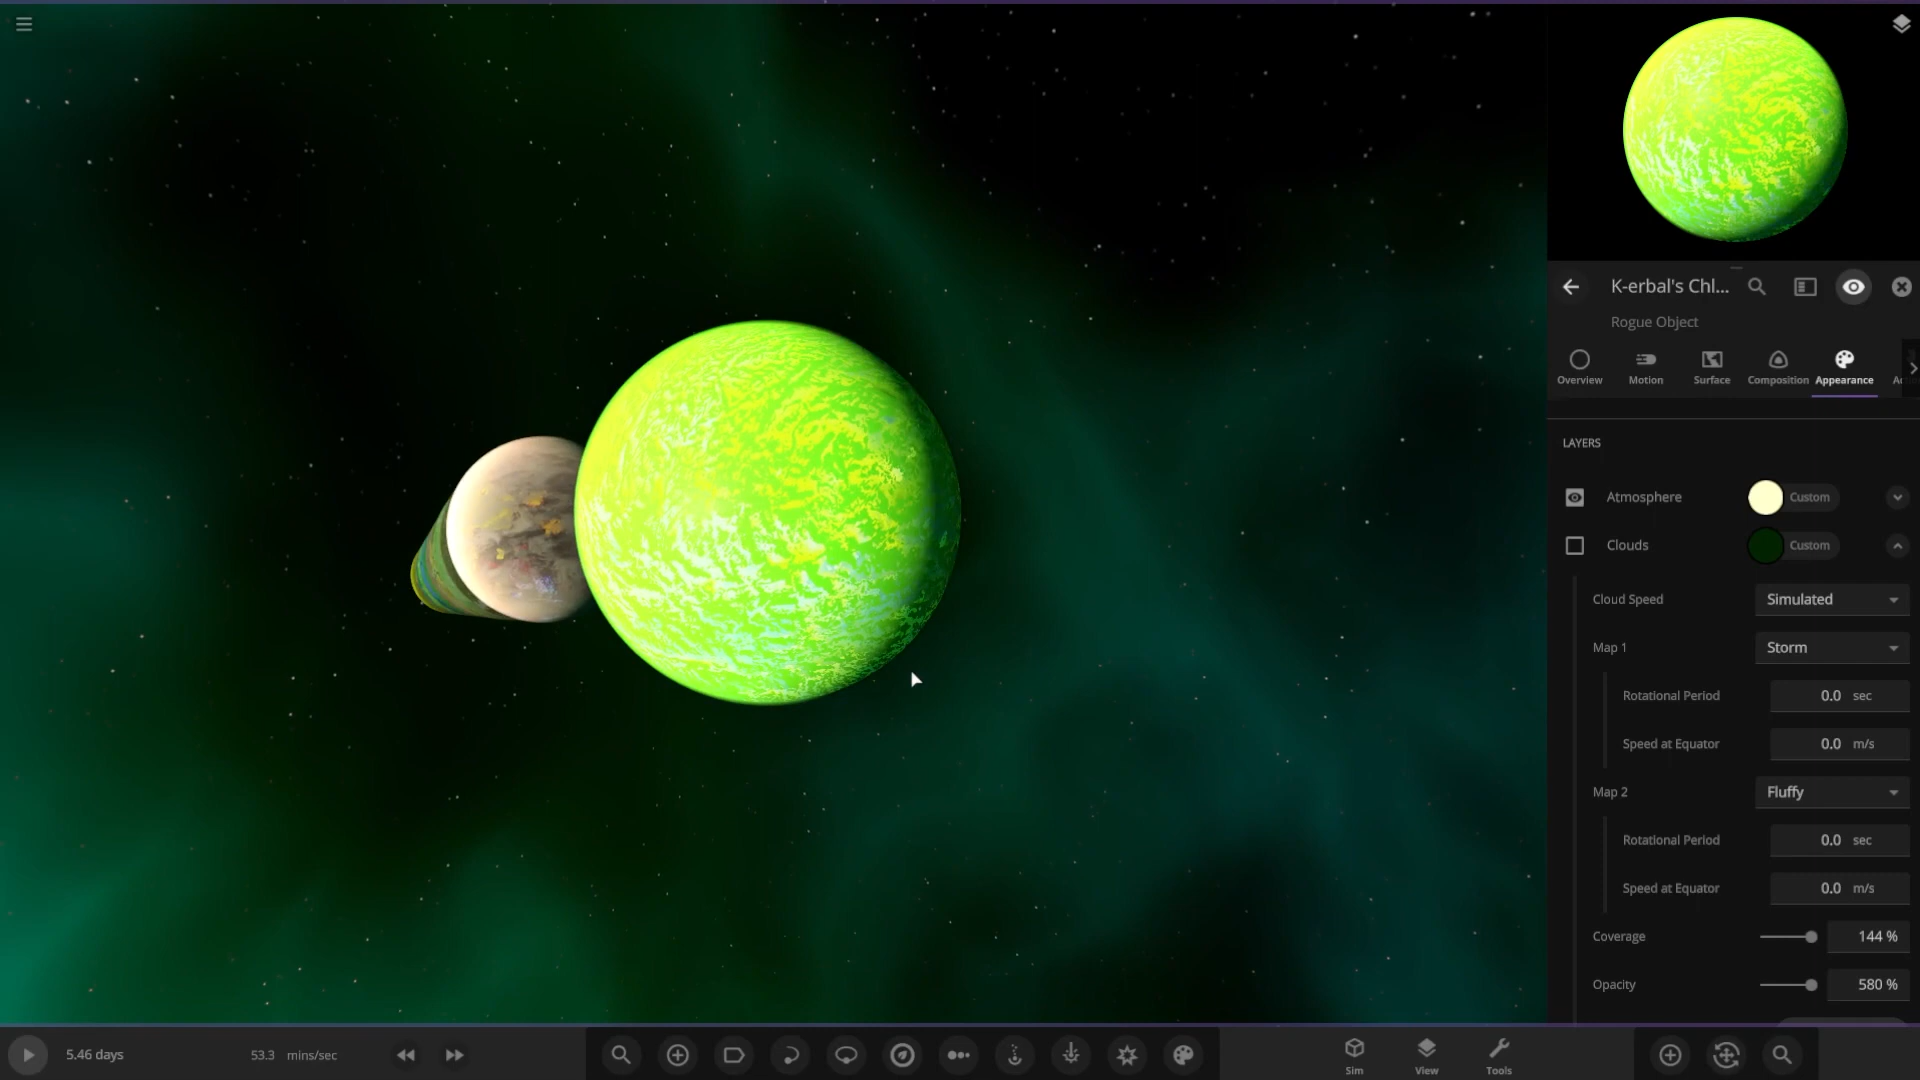 K-erbal's Chl...
Rogue Object
Overview
Motion
Surface
Composition
Appearance
LAYERS
Atmosphere
Custom
Clouds
Custom
Cloud Speed
Simulated
Map 1
Storm
Rotational Period
0.0 sec
Speed at Equator
0.0 m/s
Map 2
Fluffy
Rotational Period
0.0 sec
Speed at Equator
0.0 m/s
Coverage
144 %
Opacity
580 %
5.46 days
53.3 mins/sec
Sim
View
Tools